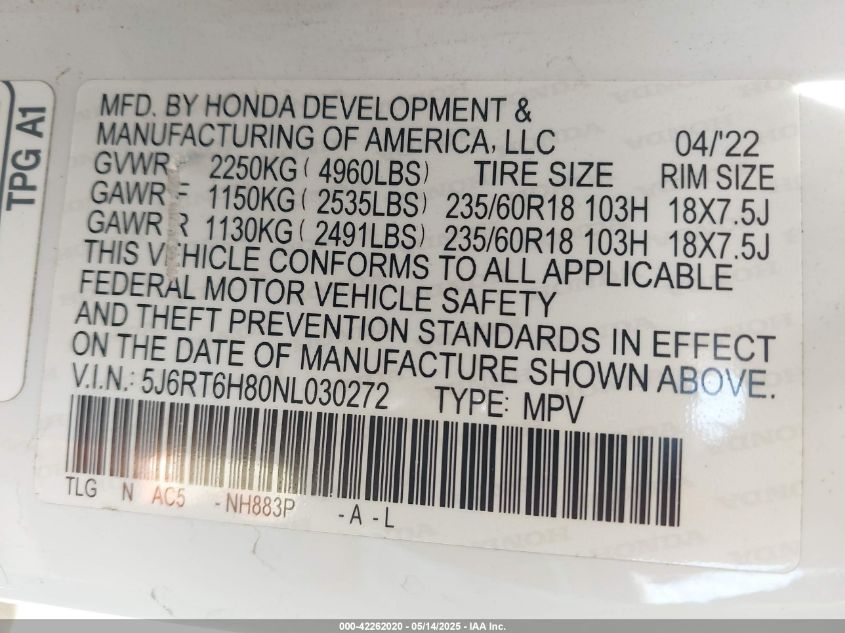 TPG A1
MFD. BY HONDA DEVELOPMENT &
MANUFACTURING OF AMERICA, LLC 04/'22
GVWR 2250KG ( 4960LBS) TIRE SIZE RIM SIZE
GAWR F 1150KG ( 2535LBS) 235/60R18 103H 18X7.5J
GAWR R 1130KG ( 2491LBS) 235/60R18 103H 18X7.5J
THIS VEHICLE CONFORMS TO ALL APPLICABLE
FEDERAL MOTOR VEHICLE SAFETY
AND THEFT PREVENTION STANDARDS IN EFFECT
ON THE DATE OF MANUFACTURE SHOWN ABOVE.
V.I.N.: 5J6RT6H80NL030272 TYPE: MPV
TLG N AC5 -NH883P -A -L
000-42262020 - 05/14/2025 - IAA Inc.